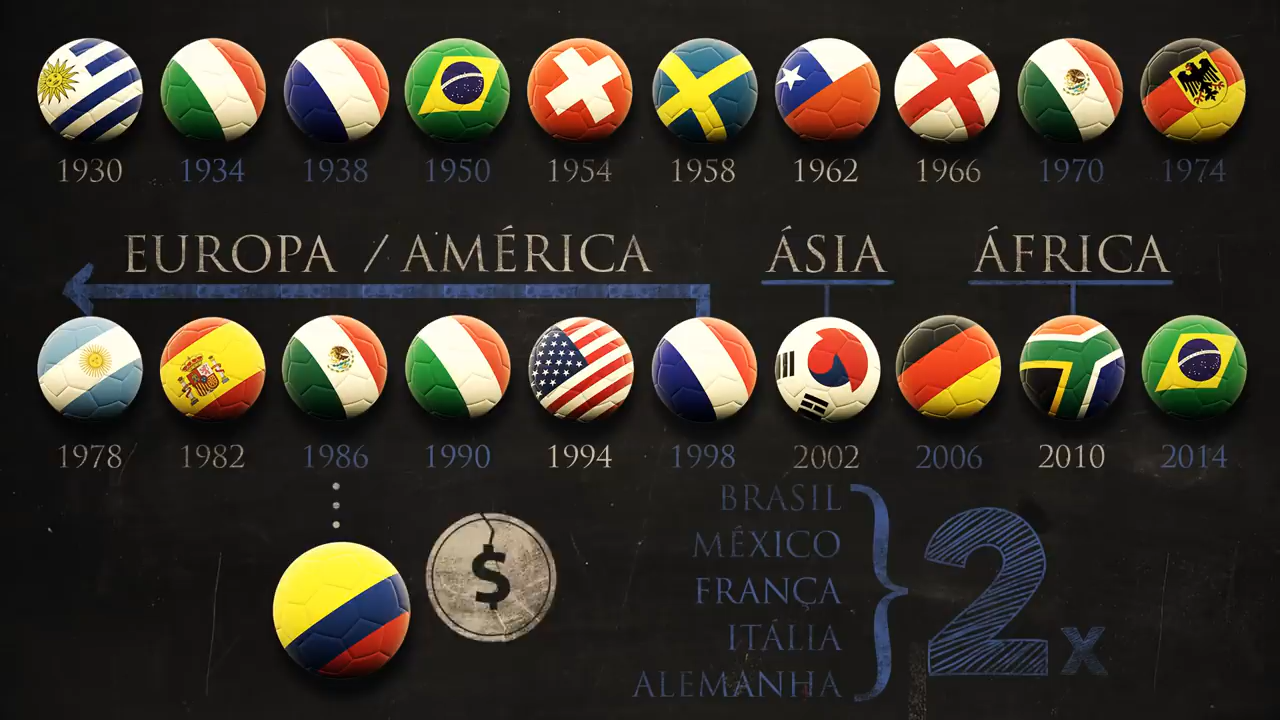 1930 1934 1938 1950 1954 1958 1962 1966 1970 1974
EUROPA / AMÉRICA ÁSIA ÁFRICA
1978 1982 1986 1990 1994 1998 2002 2006 2010 2014
BRASIL
MÉXICO
FRANÇA
ITÁLIA
ALEMANHA
2x
$